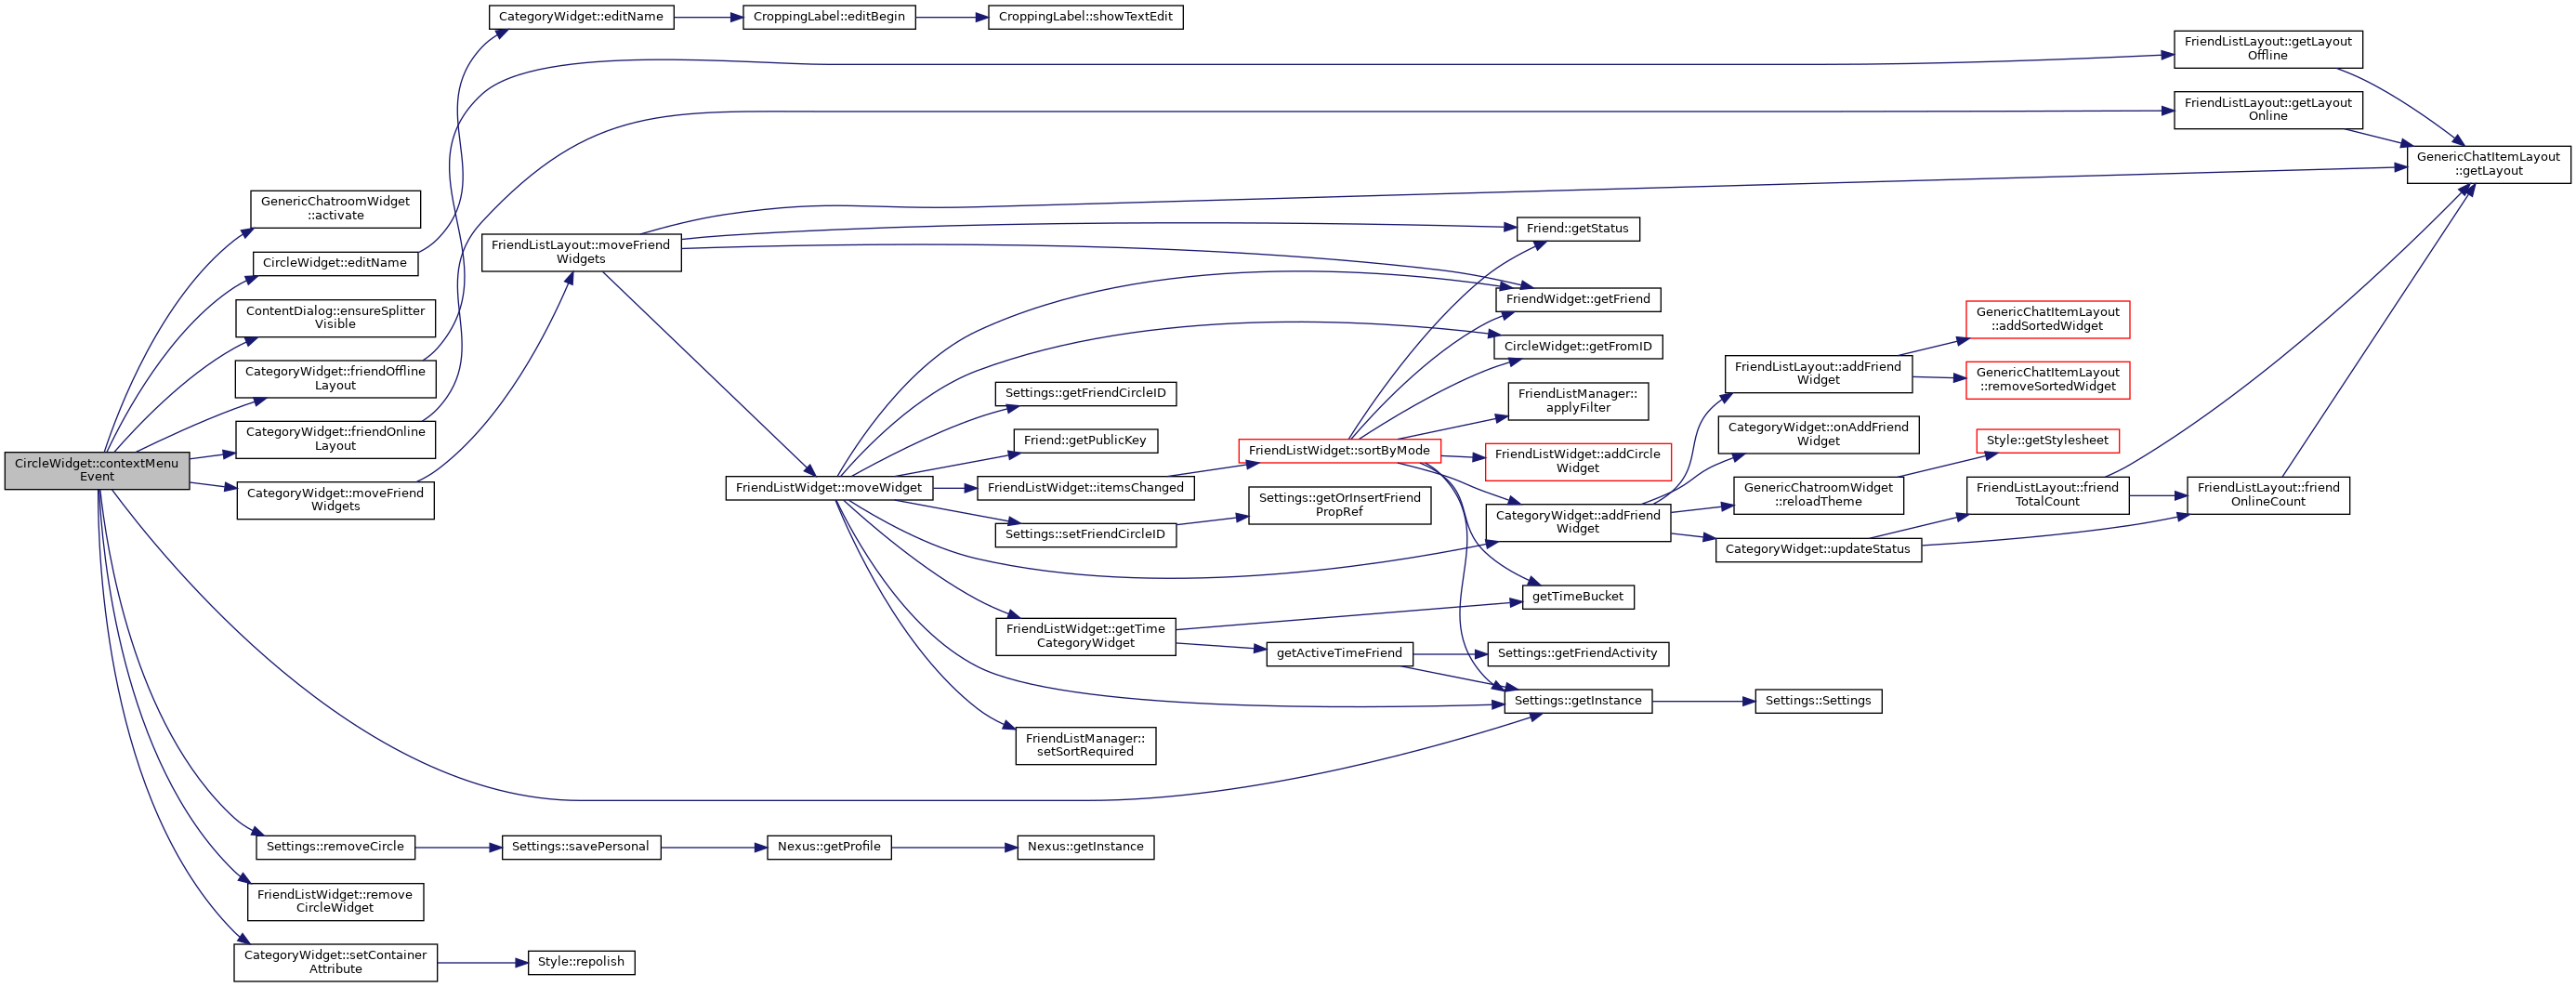 CategoryWidget::editName
CroppingLabel::editBegin
CroppingLabel::showTextEdit
FriendListLayout::getLayout
Offline
FriendListLayout::getLayout
Online
GenericChatItemLayout
::getLayout
GenericChatroomWidget
::activate
CircleWidget::editName
ContentDialog::ensureSplitter
Visible
CategoryWidget::friendOffline
Layout
CategoryWidget::friendOnline
Layout
CircleWidget::contextMenu
Event
CategoryWidget::moveFriend
Widgets
FriendListLayout::moveFriend
Widgets
FriendListWidget::moveWidget
Friend::getStatus
FriendWidget::getFriend
CircleWidget::getFromID
Settings::getFriendCircleID
Friend::getPublicKey
FriendListWidget::itemsChanged
Settings::setFriendCircleID
FriendListWidget::getTime
CategoryWidget
FriendListManager::
setSortRequired
FriendListWidget::sortByMode
Settings::getOrInsertFriend
PropRef
getActiveTimeFriend
FriendListManager::
applyFilter
FriendListWidget::addCircle
Widget
CategoryWidget::addFriend
Widget
getTimeBucket
Settings::getFriendActivity
Settings::getInstance
Settings::Settings
FriendListLayout::addFriend
Widget
CategoryWidget::onAddFriend
Widget
GenericChatroomWidget
::reloadTheme
CategoryWidget::updateStatus
GenericChatItemLayout
::addSortedWidget
GenericChatItemLayout
::removeSortedWidget
Style::getStylesheet
FriendListLayout::friend
TotalCount
FriendListLayout::friend
OnlineCount
Settings::removeCircle
Settings::savePersonal
Nexus::getProfile
Nexus::getInstance
FriendListWidget::remove
CircleWidget
CategoryWidget::setContainer
Attribute
Style::repolish